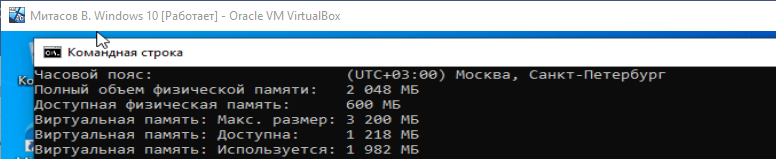 Митасов В. Windows 10 [Работает] - Oracle VM VirtualBox
Командная строка
Часовой пояс: (UTC+03:00) Москва, Санкт-Петербург
Полный объем физической памяти: 2 048 МБ
Доступная физическая память: 600 МБ
Виртуальная память: Макс. размер: 3 200 МБ
Виртуальная память: Доступна: 1 218 МБ
Виртуальная память: Используется: 1 982 МБ